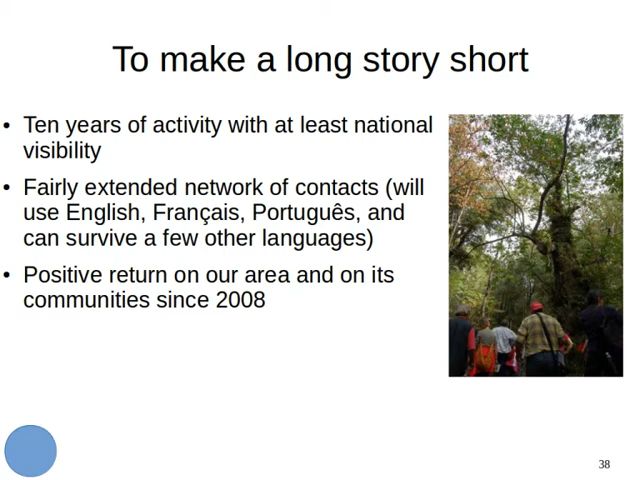 To make a long story short
• Ten years of activity with at least national
visibility
• Fairly extended network of contacts (will
use English, Français, Português, and
can survive a few other languages)
• Positive return on our area and on its
communities since 2008
38